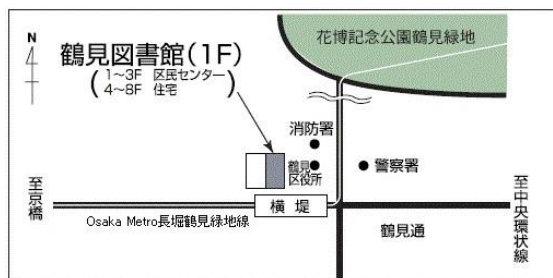 N
花博記念公園鶴見緑地
鶴見図書館(1F)
(1~3F 区民センター
4~8F 住宅)
消防署
鶴見
区役所
警察署
至京橋
横堤
至中央環状線
Osaka Metro長堀鶴見緑地線
鶴見通